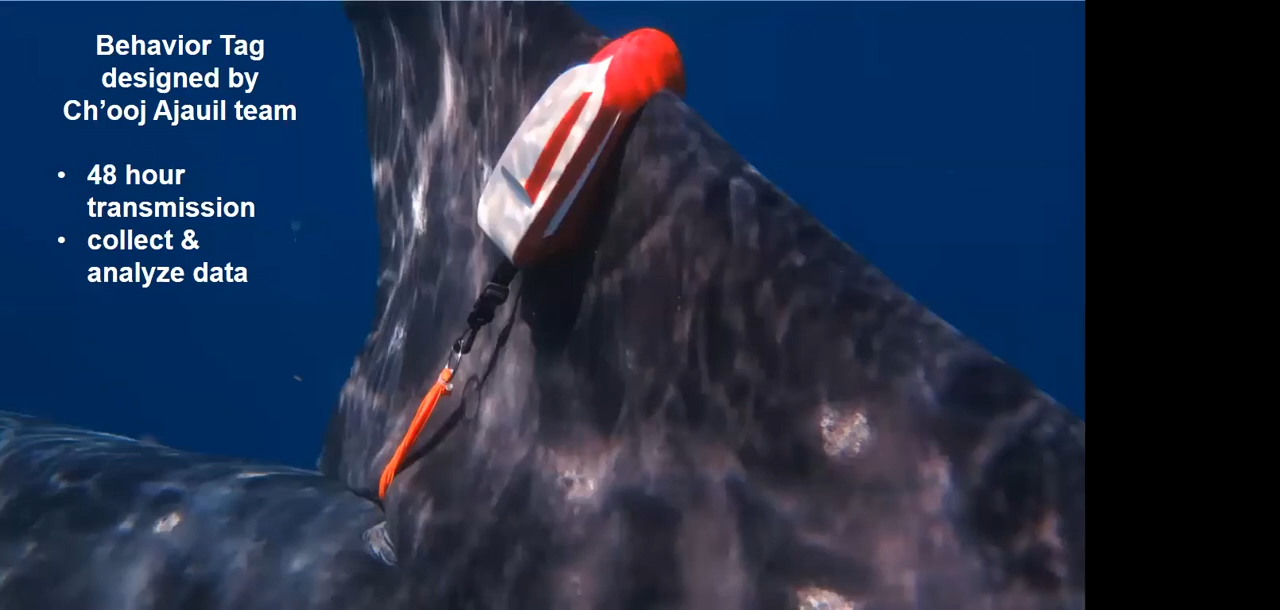 Behavior Tag
designed by
Ch’ooj Ajauil team
• 48 hour
transmission
• collect &
analyze data